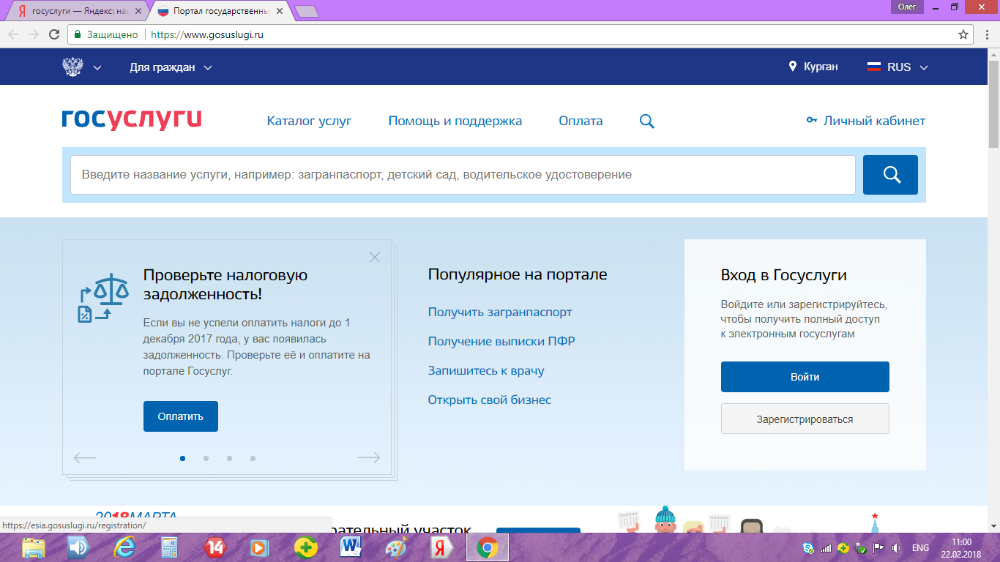 госуслуги — Яндекс: на
Портал государственны
Олег
Защищено
https://www.gosuslugi.ru
Для граждан
Курган
RUS
госуслуги
Каталог услуг
Помощь и поддержка
Оплата
Личный кабинет
Введите название услуги, например: загранпаспорт, детский сад, водительское удостоверение
Проверьте налоговую
задолженность!
Если вы не успели оплатить налоги до 1
декабря 2017 года, у вас появилась
задолженность. Проверьте её и оплатите на
портале Госуслуг.
Оплатить
Популярное на портале
Получить загранпаспорт
Получение выписки ПФР
Запишитесь к врачу
Открыть свой бизнес
Вход в Госуслуги
Войдите или зарегистрируйтесь,
чтобы получить полный доступ
к электронным госуслугам
Войти
Зарегистрироваться
2018МАРТА
рательный участок
https://esia.gosuslugi.ru/registration/
14
W
Я
ENG
11:00
22.02.2018